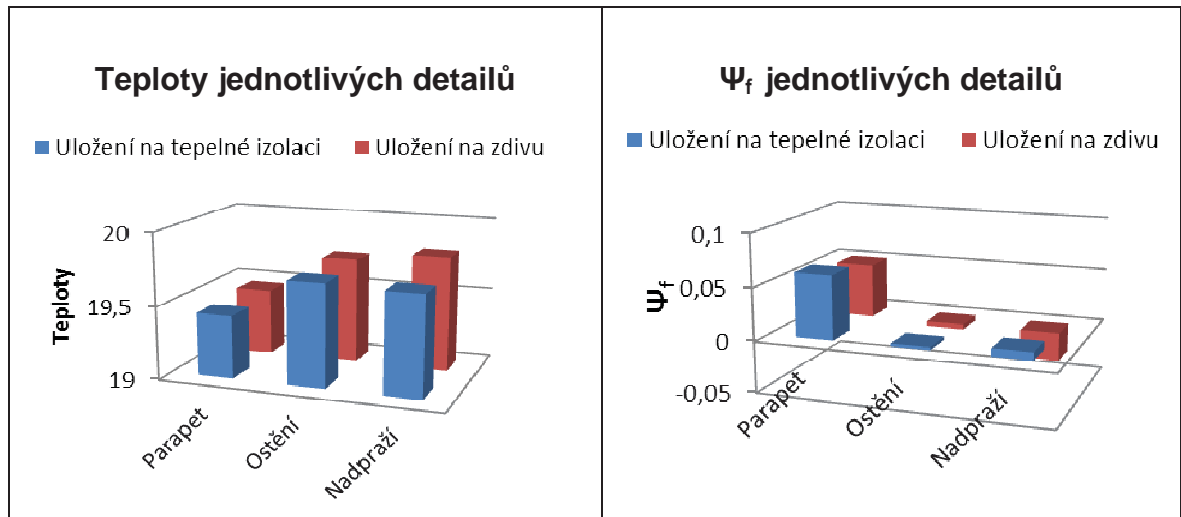 Teploty jednotlivých detailů
Uložení na tepelné izolaci Uložení na zdivu
20
19,5
19
Teploty
Parapet
Ostění
Nadpraží
Ψf jednotlivých detailů
Uložení na tepelné izolaci Uložení na zdivu
0,1
0,05
0
-0,05
Ψf
Parapet
Ostění
Nadpraží